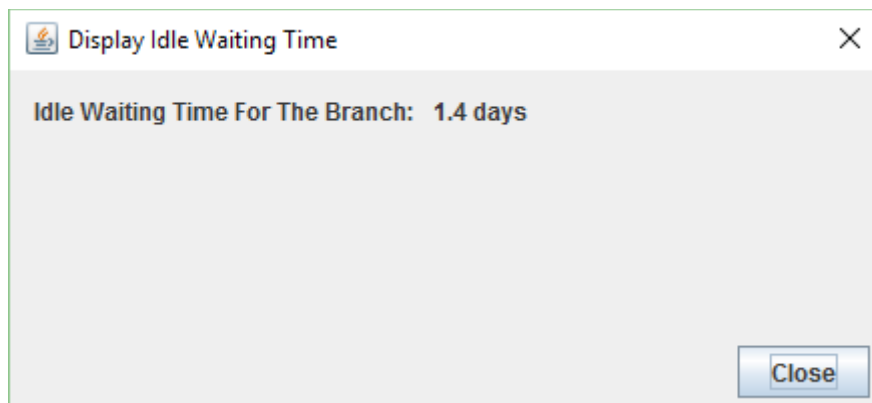 Display Idle Waiting Time
Idle Waiting Time For The Branch: 1.4 days
Close